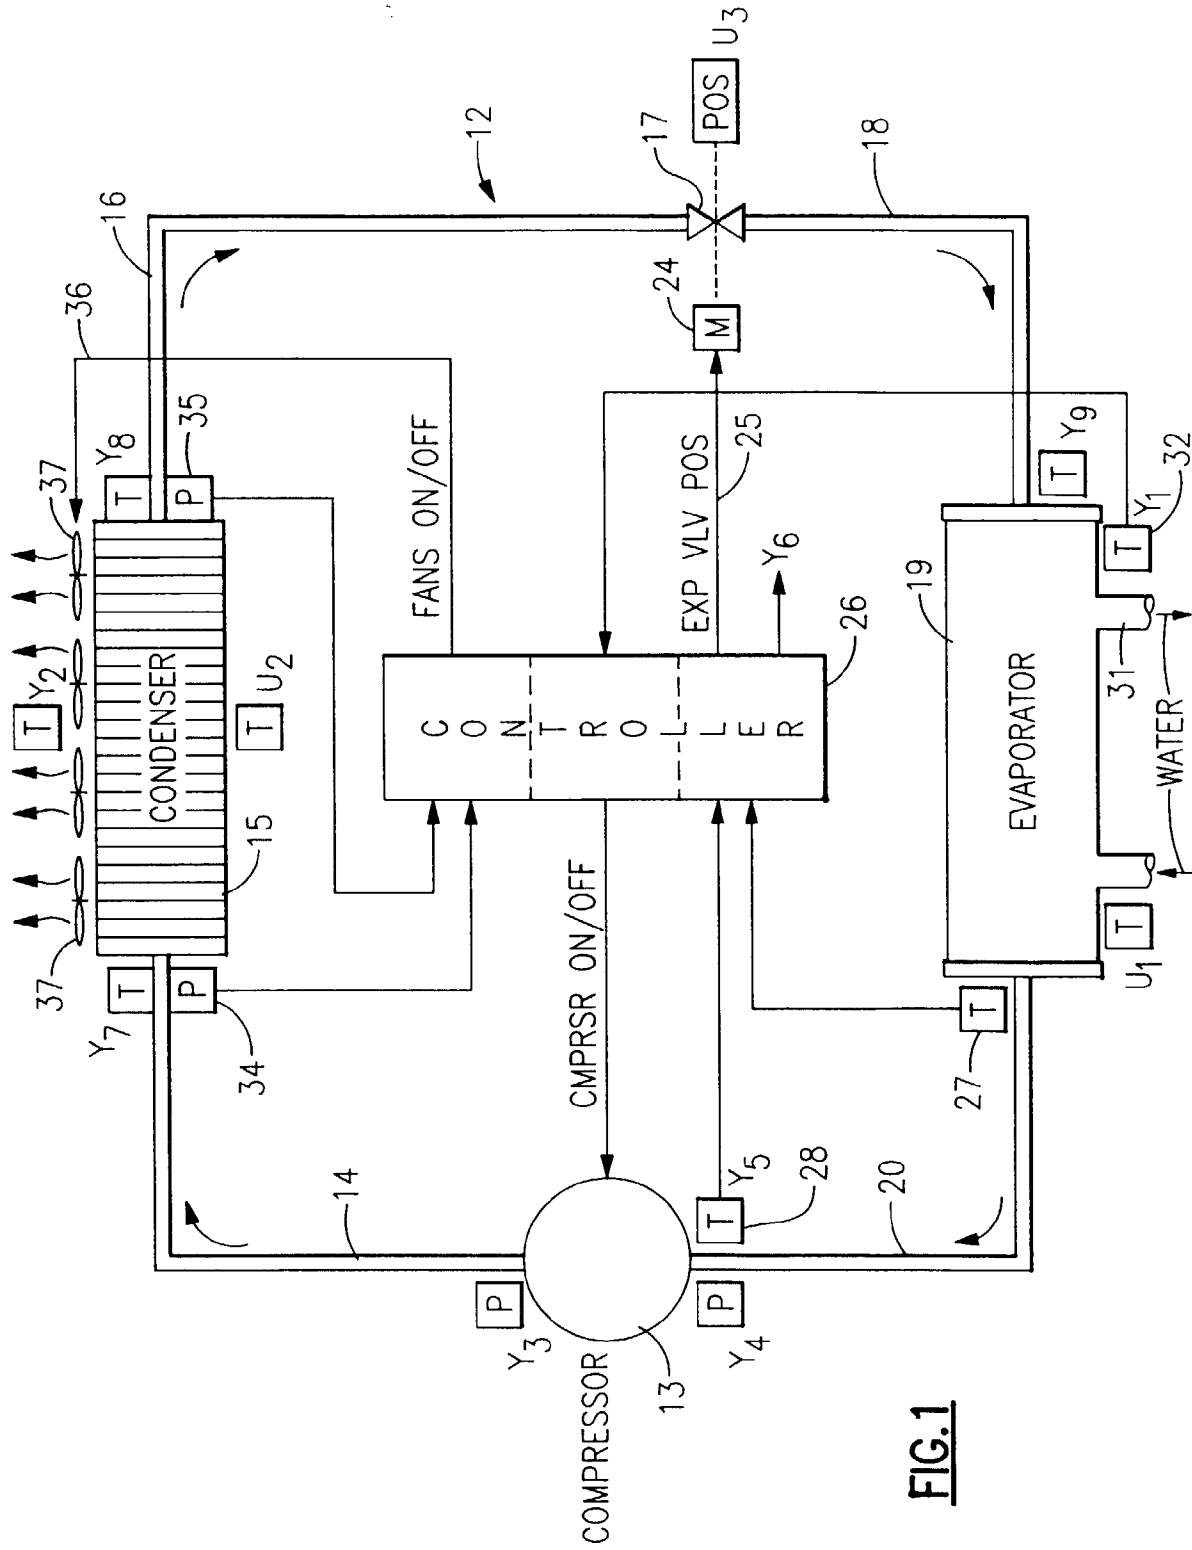 37
T
Y2
37
36
16
12
Y7
T
P
34
CONDENSER
15
T
U2
Y8
T
P
35
14
FANS ON/OFF
COMPRESSOR
Y3
P
13
CMPRSR ON/OFF
CONTROLLER
26
EXP VLV POS
25
Y6
M
24
17
POS
U3
Y4
P
T
Y5
28
20
27
T
EVAPORATOR
19
18
T
Y9
U1
T
WATER
31
T
Y1
32
FIG.1